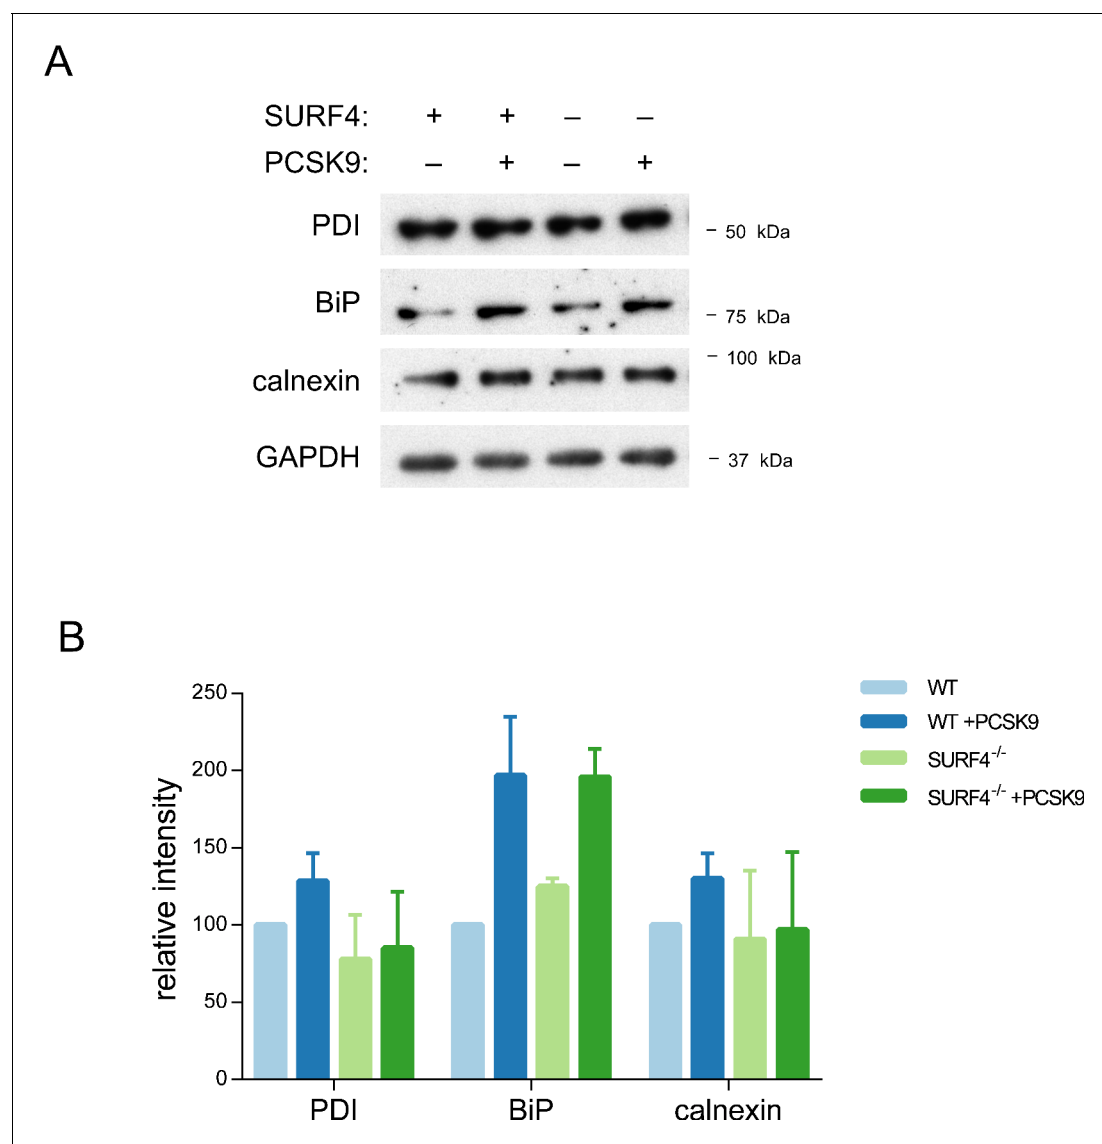 A
SURF4: + + – –
PCSK9: – + – +
PDI – 50 kDa
BiP – 75 kDa
– 100 kDa
calnexin
GAPDH – 37 kDa
B
WT
WT +PCSK9
SURF4-/-
SURF4-/- +PCSK9
relative intensity
250
200
150
100
50
0
PDI BiP calnexin